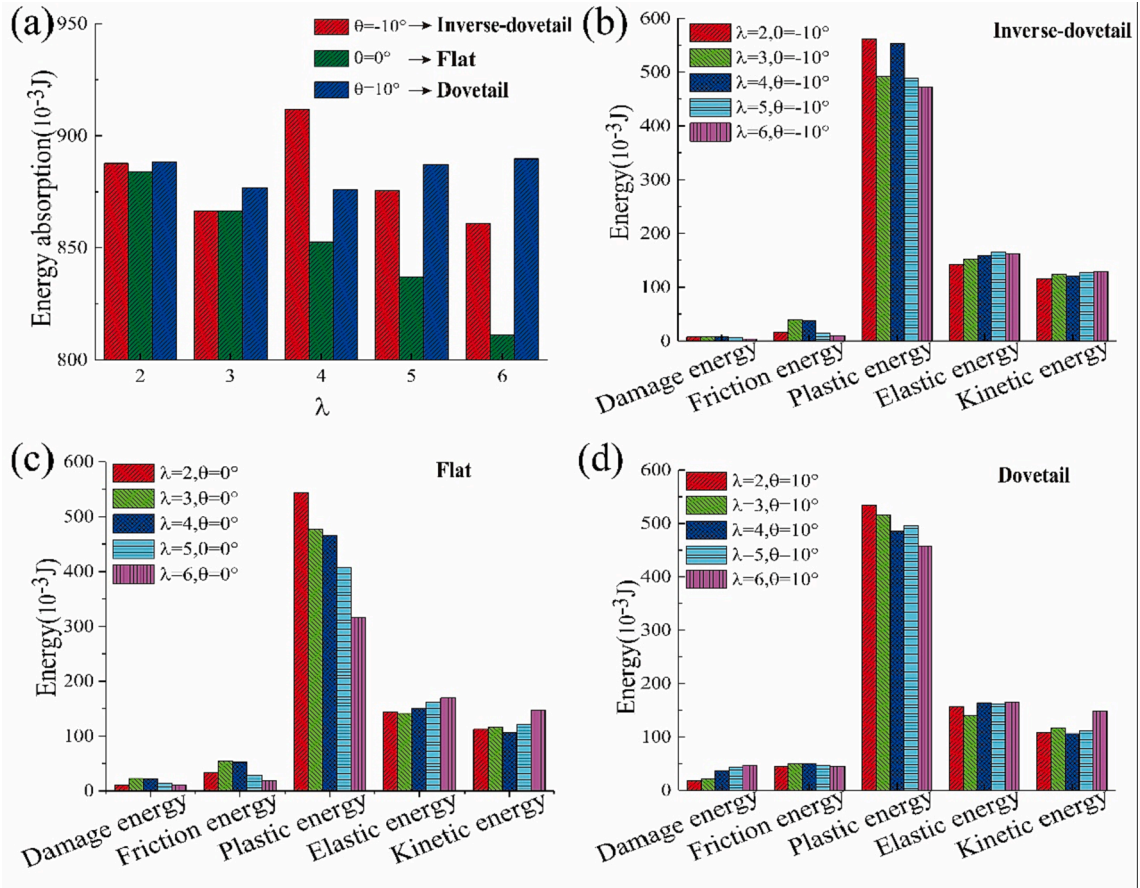 (a)
θ=-10° → Inverse-dovetail
0=0° → Flat
θ=10° → Dovetail
Energy absorption(10⁻³J)
950
900
850
800
2 3 4 5 6
λ
(b)
Inverse-dovetail
λ=2,0=-10°
λ=3,0=-10°
λ=4,θ=-10°
λ=5,θ=-10°
λ=6,θ=-10°
Energy(10⁻³J)
600
500
400
300
200
100
0
Damage energy
Friction energy
Plastic energy
Elastic energy
Kinetic energy
(c)
Flat
λ=2,θ=0°
λ=3,θ=0°
λ=4,θ=0°
λ=5,0=0°
λ=6,θ=0°
Energy(10⁻³J)
600
500
400
300
200
100
0
Damage energy
Friction energy
Plastic energy
Elastic energy
Kinetic energy
(d)
Dovetail
λ=2,θ=10°
λ=3,θ=10°
λ=4,θ=10°
λ=5,θ=10°
λ=6,θ=10°
Energy(10⁻³J)
600
500
400
300
200
100
0
Damage energy
Friction energy
Plastic energy
Elastic energy
Kinetic energy